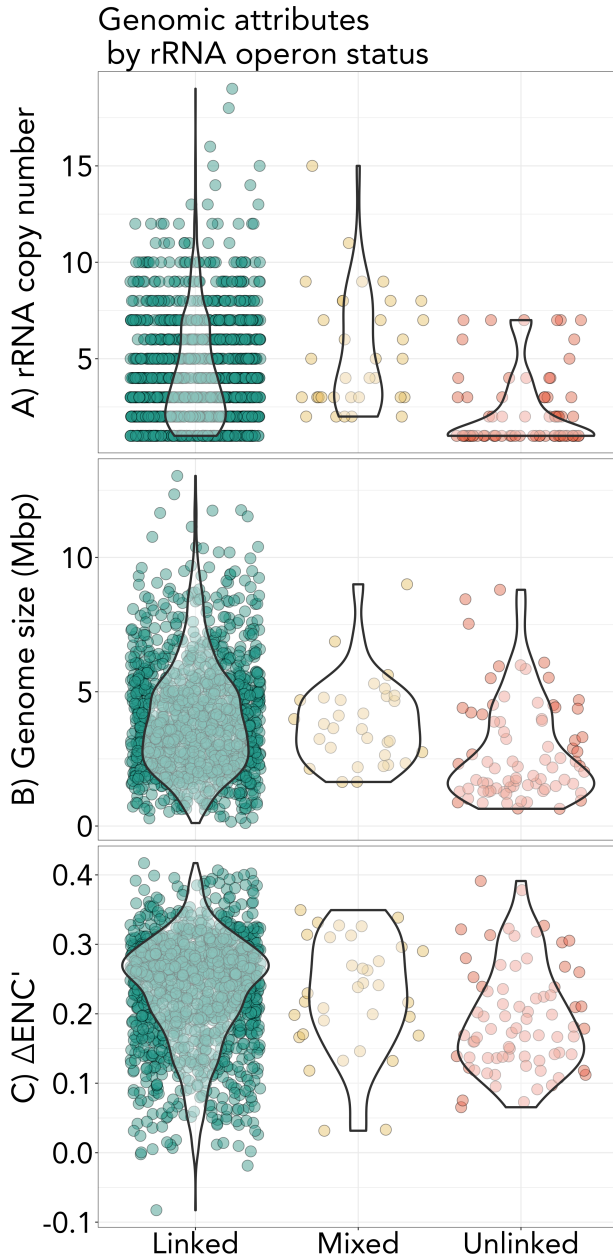 Genomic attributes
by rRNA operon status
A) rRNA copy number
15
10
5
B) Genome size (Mbp)
10
5
0
C) ΔENC'
0.4
0.3
0.2
0.1
0.0
-0.1
Linked Mixed Unlinked